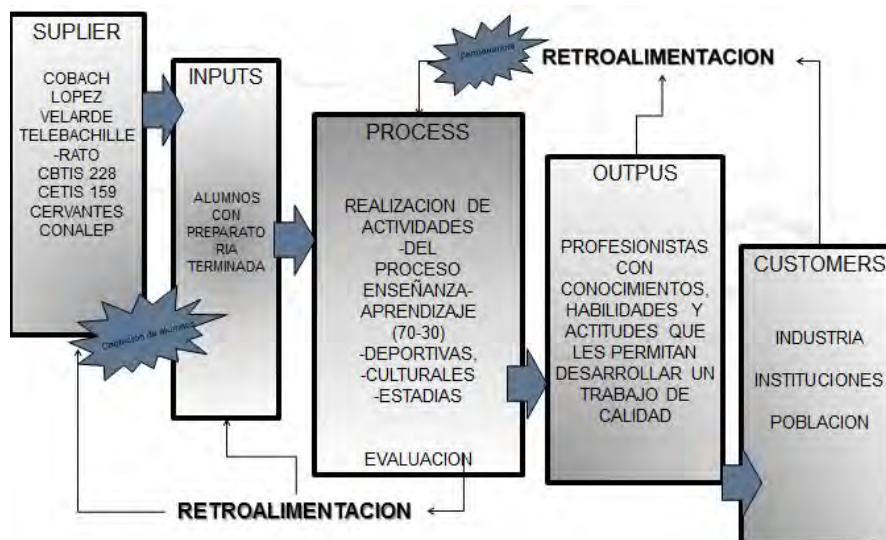 SUPLIER
COBACH
LOPEZ
VELARDE
TELEBACHILLE
-RATO
CBTIS 228
CETIS 159
CERVANTES
CONALEP
Captacion de alumnos
INPUTS
ALUMNOS
CON
PREPARATO
RIA
TERMINADA
PROCESS
REALIZACION DE
ACTIVIDADES
-DEL
PROCESO
ENSEÑANZA-
APRENDIZAJE
(70-30)
-DEPORTIVAS,
-CULTURALES
-ESTADIAS
EVALUACION
RETROALIMENTACION
OUTPUS
PROFESIONISTAS
CON
CONOCIMIENTOS,
HABILIDADES Y
ACTITUDES QUE
LES PERMITAN
DESARROLLAR UN
TRABAJO DE
CALIDAD
CUSTOMERS
INDUSTRIA
INSTITUCIONES
POBLACION
RETROALIMENTACION